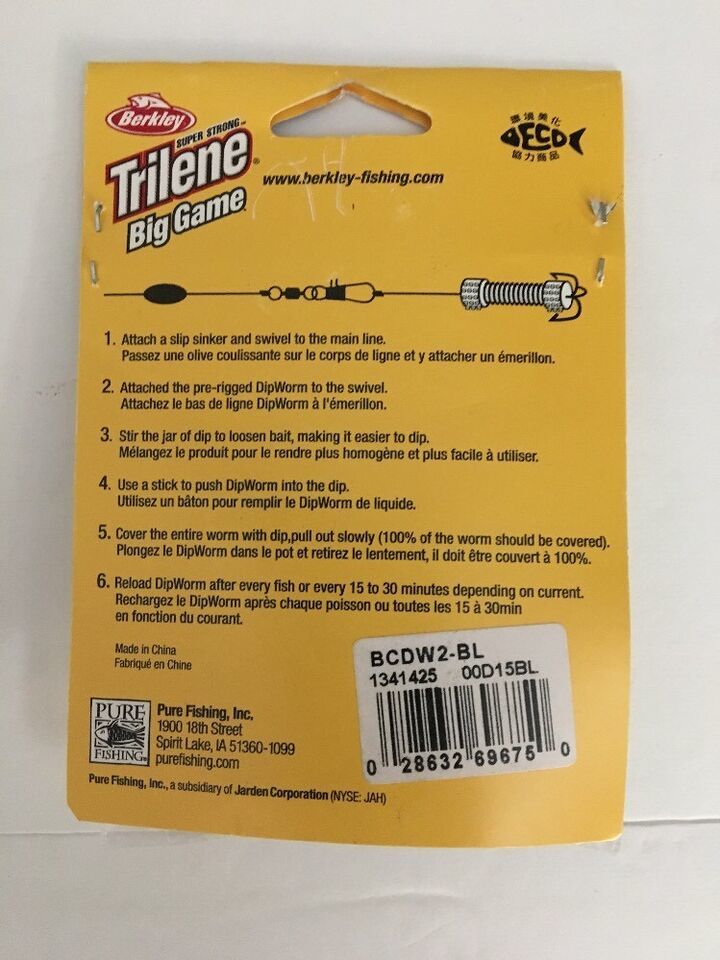 Berkley
SUPER STRONG™
Trilene®
Big Game
www.berkley-fishing.com
環境美化
ECO
協力商品
1. Attach a slip sinker and swivel to the main line.
Passez une olive coulissante sur le corps de ligne et y attacher un émerillon.
2. Attached the pre-rigged DipWorm to the swivel.
Attachez le bas de ligne DipWorm à l'émerillon.
3. Stir the jar of dip to loosen bait, making it easier to dip.
Mélangez le produit pour le rendre plus homogène et plus facile à utiliser.
4. Use a stick to push DipWorm into the dip.
Utilisez un bâton pour remplir le DipWorm de liquide.
5. Cover the entire worm with dip,pull out slowly (100% of the worm should be covered).
Plongez le DipWorm dans le pot et retirez le lentement, il doit être couvert à 100%.
6. Reload DipWorm after every fish or every 15 to 30 minutes depending on current.
Rechargez le DipWorm après chaque poisson ou toutes les 15 à 30min
en fonction du courant.
Made in China
Fabriqué en Chine
BCDW2-BL
1341425 00D15BL
0 28632 69675 0
PURE
FISHING®
Pure Fishing, Inc,
1900 18th Street
Spirit Lake, IA 51360-1099
purefishing.com
Pure Fishing, Inc., a subsidiary of Jarden Corporation (NYSE: JAH)